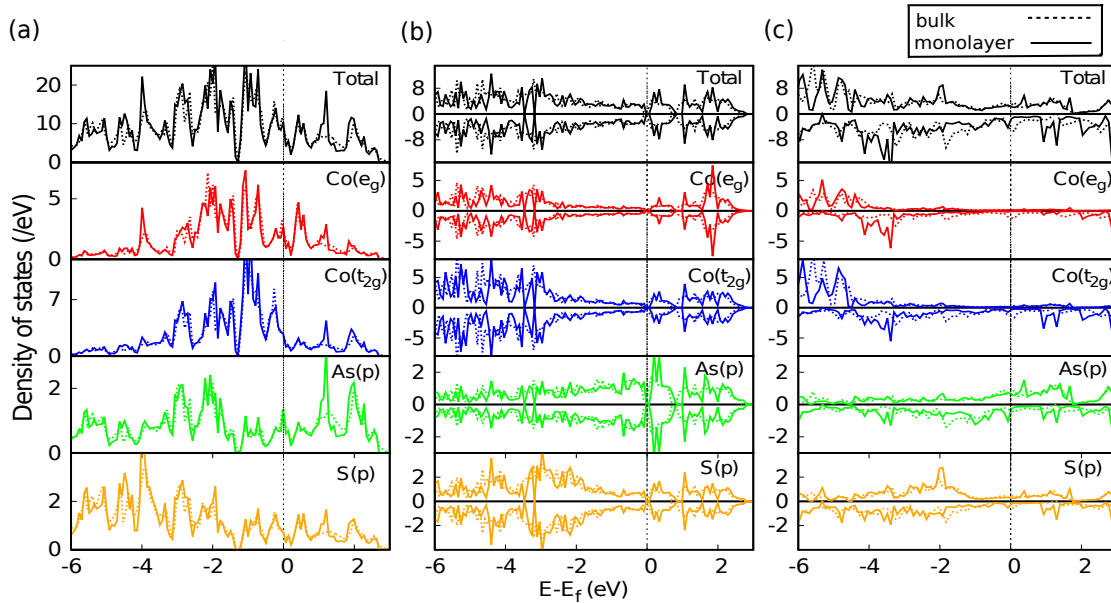 (a)
(b)
(c)
bulk
monolayer
Density of states (/eV)
20
10
0
Total
5
0
Co(e_g)
7
0
Co(t_2g)
2
0
As(p)
2
0
S(p)
-6
-4
-2
0
2
8
0
-8
Total
5
0
-5
Co(e_g)
5
0
-5
Co(t_2g)
2
0
-2
As(p)
2
0
-2
S(p)
-6
-4
-2
0
2
E-E_f (eV)
8
0
-8
Total
5
0
-5
Co(e_g)
5
0
-5
Co(t_2g)
2
0
-2
As(p)
2
0
-2
S(p)
-6
-4
-2
0
2